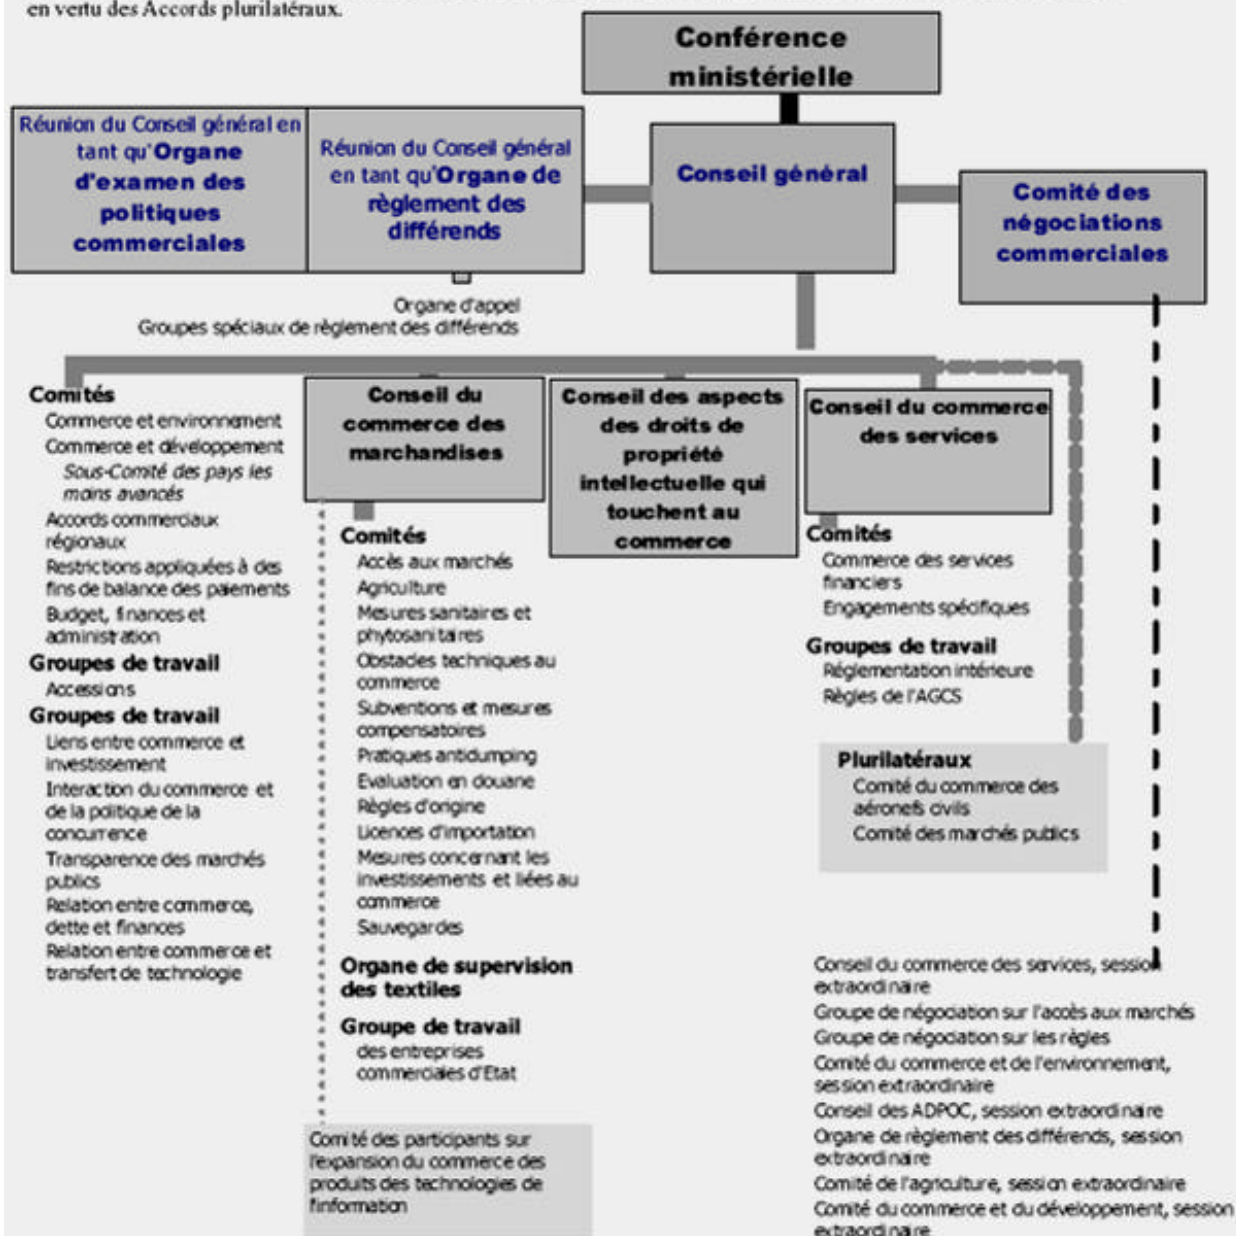 en vertu des Accords plurilatéraux.
Conférence
ministérielle
Réunion du Conseil général en
tant qu'Organe
d'examen des
politiques
commerciales
Réunion du Conseil général
en tant qu'Organe de
règlement des
différends
Conseil général
Comité des
négociations
commerciales
Organe d'appel
Groupes spéciaux de règlement des différends
Comités
Commerce et environnement
Commerce et développement
Sous-Comité des pays les
moins avancés
Accords commerciaux
régionaux
Restrictions appliquées à des
fins de balance des paiements
Budget, finances et
administration
Groupes de travail
Accessions
Groupes de travail
Liens entre commerce et
investissement
Interaction du commerce et
de la politique de la
concurrence
Transparence des marchés
publics
Relation entre commerce,
dette et finances
Relation entre commerce et
transfert de technologie
Conseil du
commerce des
marchandises
Comités
Accès aux marchés
Agriculture
Mesures sanitaires et
phytosanitaires
Obstacles techniques au
commerce
Subventions et mesures
compensatoires
Pratiques antidumping
Evaluation en douane
Règles d'origine
Licences d'importation
Mesures concernant les
investissements et liées au
commerce
Sauvegardes
Organe de supervision
des textiles
Groupe de travail
des entreprises
commerciales d'Etat
Comité des participants sur
l'expansion du commerce des
produits des technologies de
l'information
Conseil des aspects
des droits de
propriété
intellectuelle qui
touchent au
commerce
Conseil du commerce
des services
Comités
Commerce des services
financiers
Engagements spécifiques
Groupes de travail
Réglementation intérieure
Règles de l'AGCS
Plurilatéraux
Comité du commerce des
aéronefs civils
Comité des marchés publics
Conseil du commerce des services, session
extraordinaire
Groupe de négociation sur l'accès aux marchés
Groupe de négociation sur les règles
Comité du commerce et de l'environnement,
session extraordinaire
Conseil des ADPOC, session extraordinaire
Organe de règlement des différends, session
extraordinaire
Comité de l'agriculture, session extraordinaire
Comité du commerce et du développement, session
extraordinaire